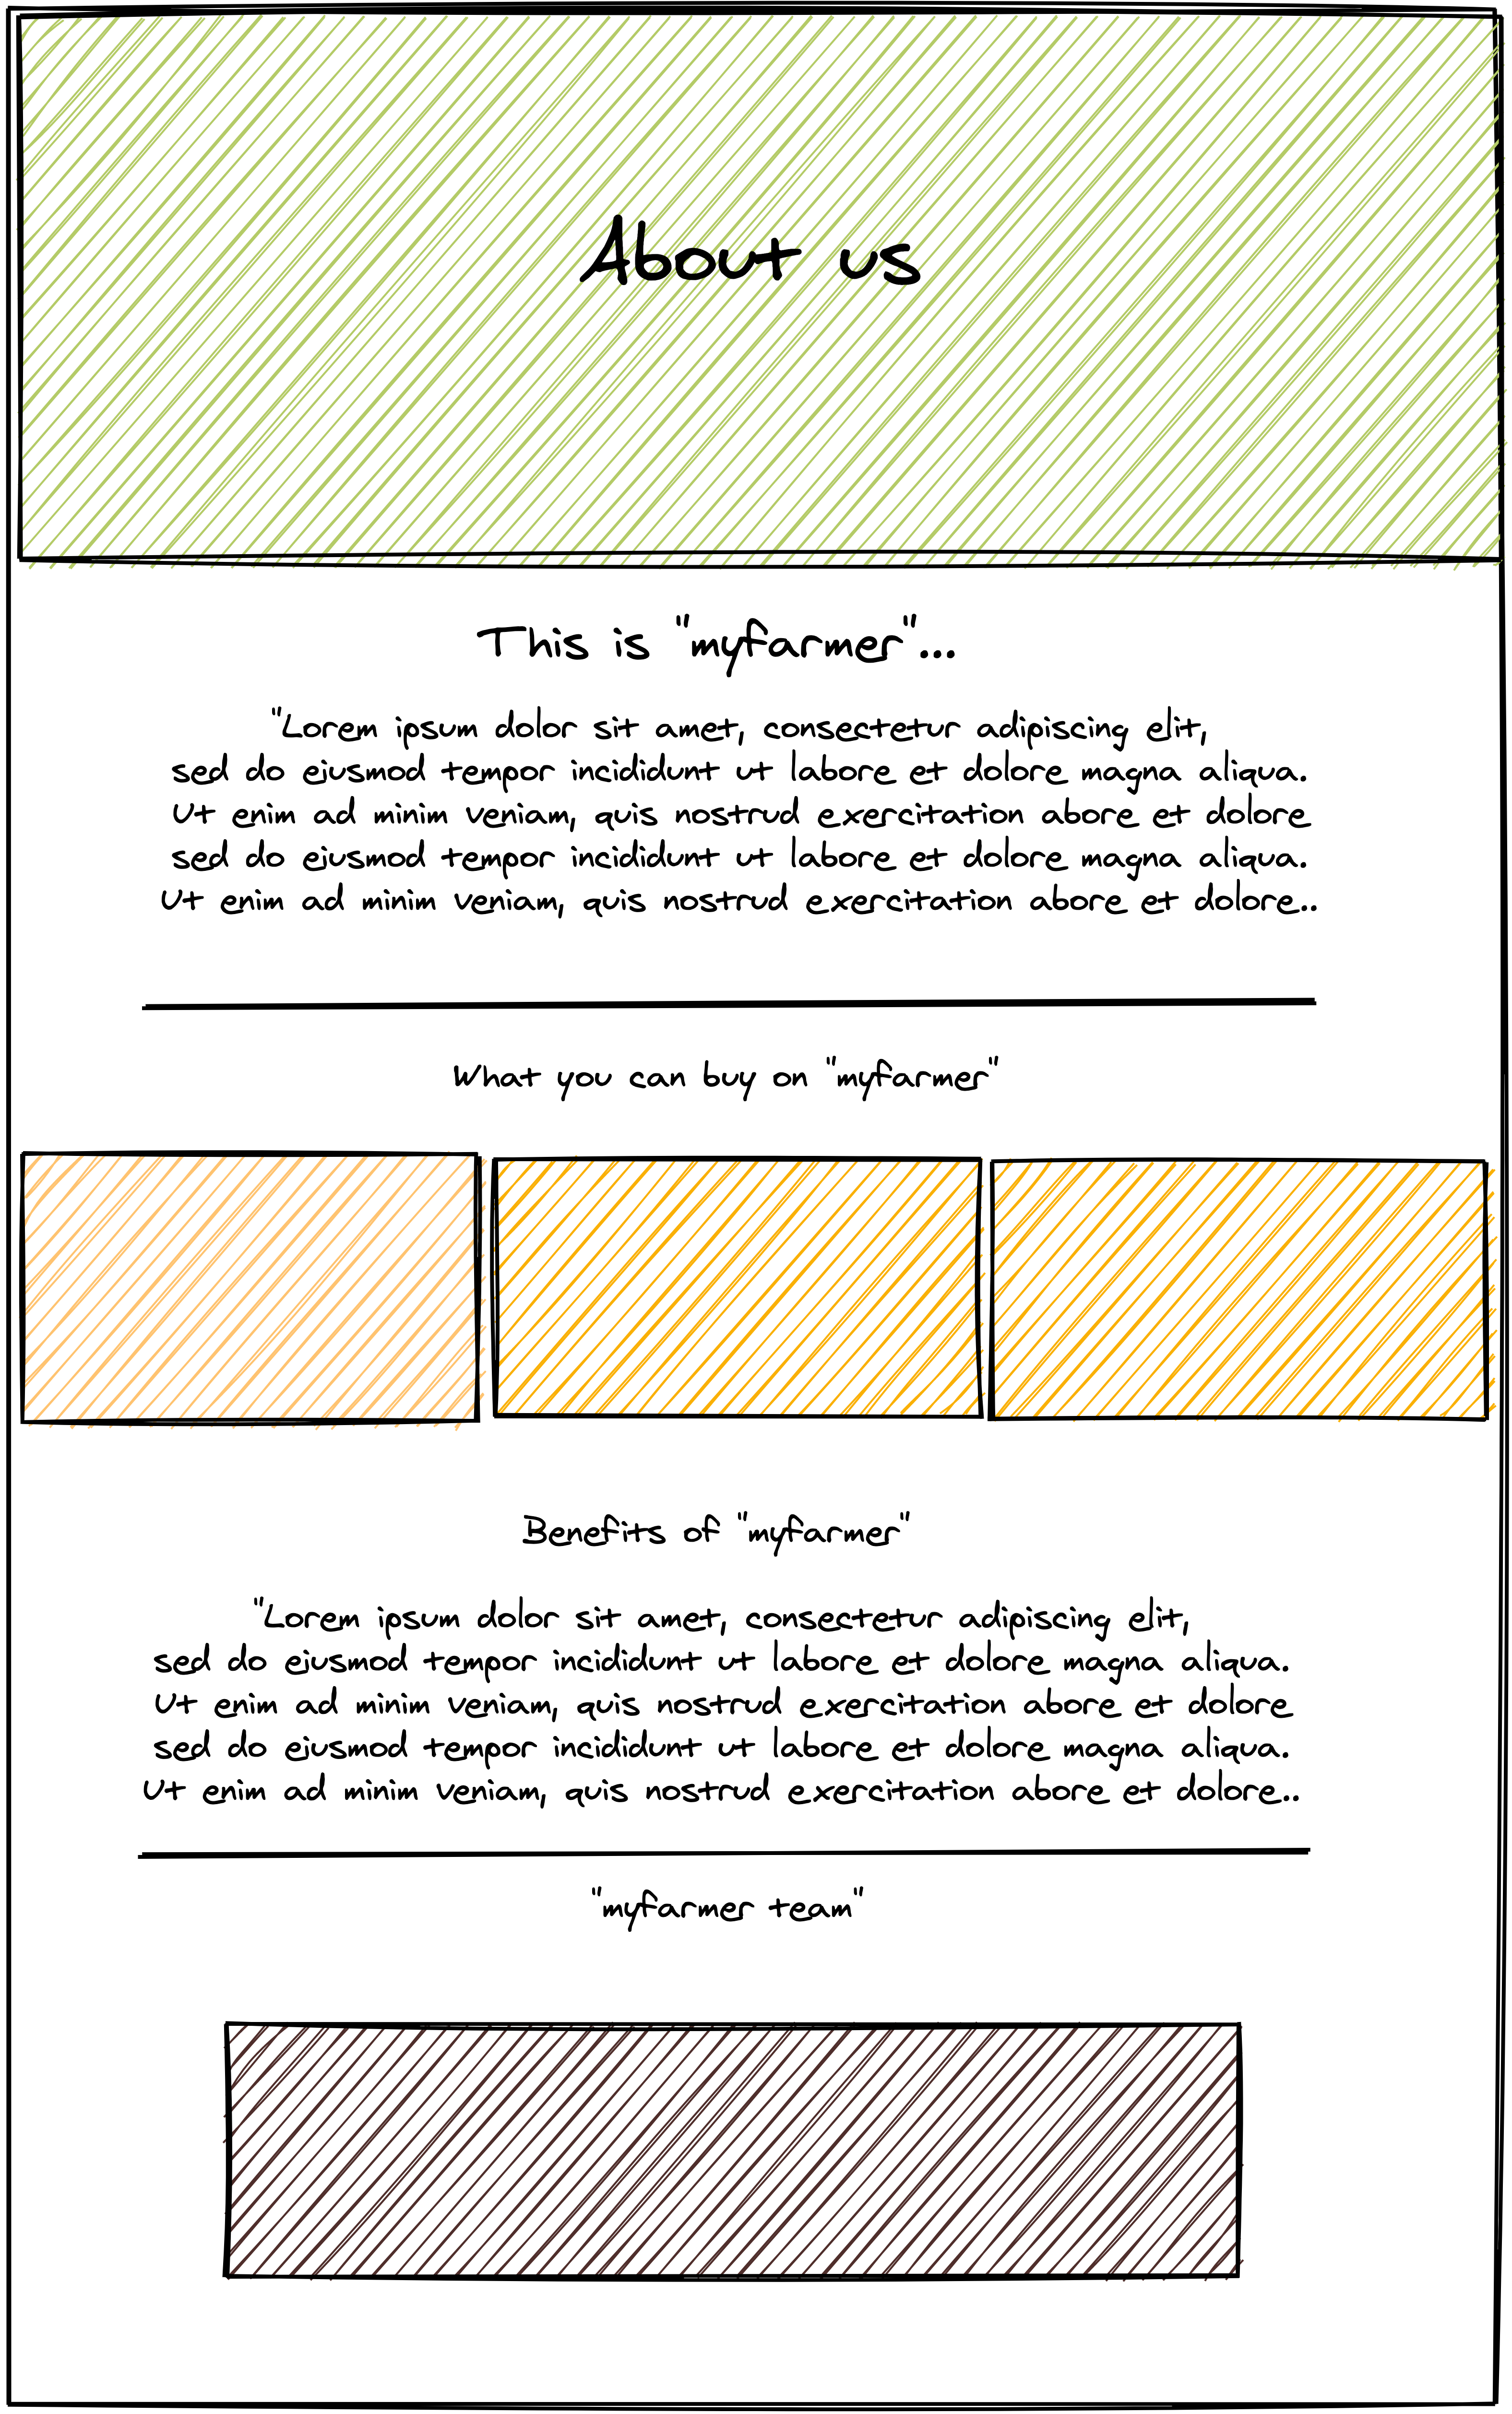 About us
This is "myfarmer"...
"Lorem ipsum dolor sit amet, consectetur adipiscing elit,
sed do eiusmod tempor incididunt ut labore et dolore magna aliqua.
Ut enim ad minim veniam, quis nostrud exercitation abore et dolore
sed do eiusmod tempor incididunt ut labore et dolore magna aliqua.
Ut enim ad minim veniam, quis nostrud exercitation abore et dolore..
What you can buy on "myfarmer"
Benefits of "myfarmer"
"Lorem ipsum dolor sit amet, consectetur adipiscing elit,
sed do eiusmod tempor incididunt ut labore et dolore magna aliqua.
Ut enim ad minim veniam, quis nostrud exercitation abore et dolore
sed do eiusmod tempor incididunt ut labore et dolore magna aliqua.
Ut enim ad minim veniam, quis nostrud exercitation abore et dolore..
"myfarmer team"